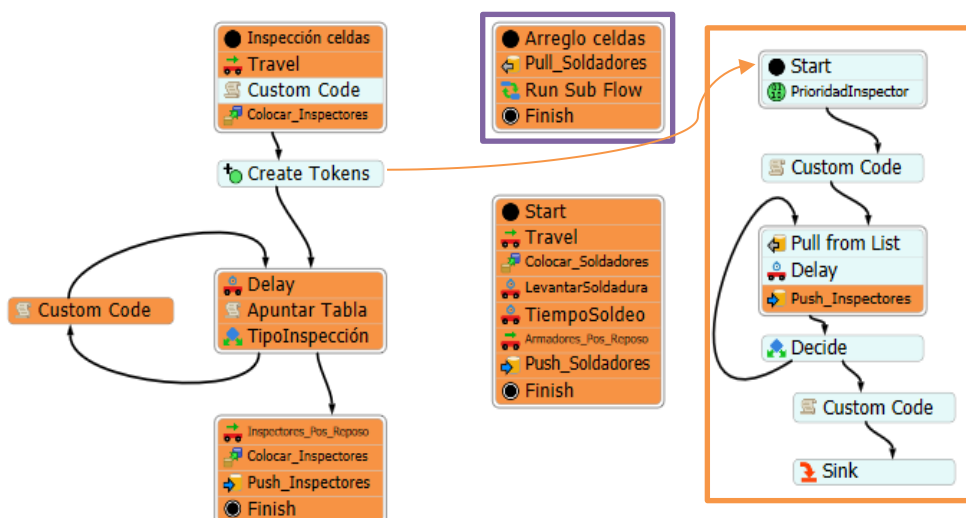 Inspección celdas
Travel
Custom Code
Colocar_Inspectores
Create Tokens
Delay
Apuntar Tabla
TipoInspección
Custom Code
Inspectores_Pos_Reposo
Colocar_Inspectores
Push_Inspectores
Finish
Arreglo celdas
Pull_Soldadores
Run Sub Flow
Finish
Start
Travel
Colocar_Soldadores
LevantarSoldadura
TiempoSoldeo
Armadores_Pos_Reposo
Push_Soldadores
Finish
Start
PrioridadInspector
Custom Code
Pull from List
Delay
Push_Inspectores
Decide
Custom Code
Sink